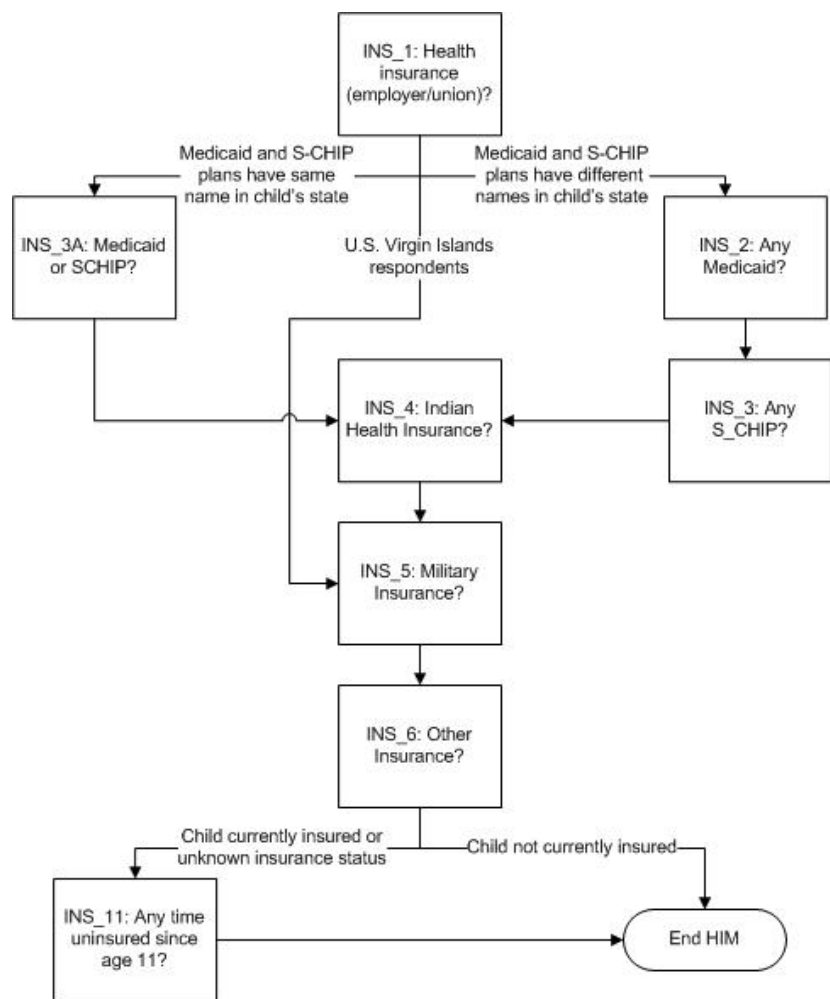 INS_1: Health
insurance
(employer/union)?
Medicaid and S-CHIP
plans have same
name in child's state
Medicaid and S-CHIP
plans have different
names in child's state
INS_3A: Medicaid
or SCHIP?
U.S. Virgin Islands
respondents
INS_2: Any
Medicaid?
INS_4: Indian
Health Insurance?
INS_3: Any
S_CHIP?
INS_5: Military
Insurance?
INS_6: Other
Insurance?
Child currently insured or
unknown insurance status
Child not currently insured
INS_11: Any time
uninsured since
age 11?
End HIM